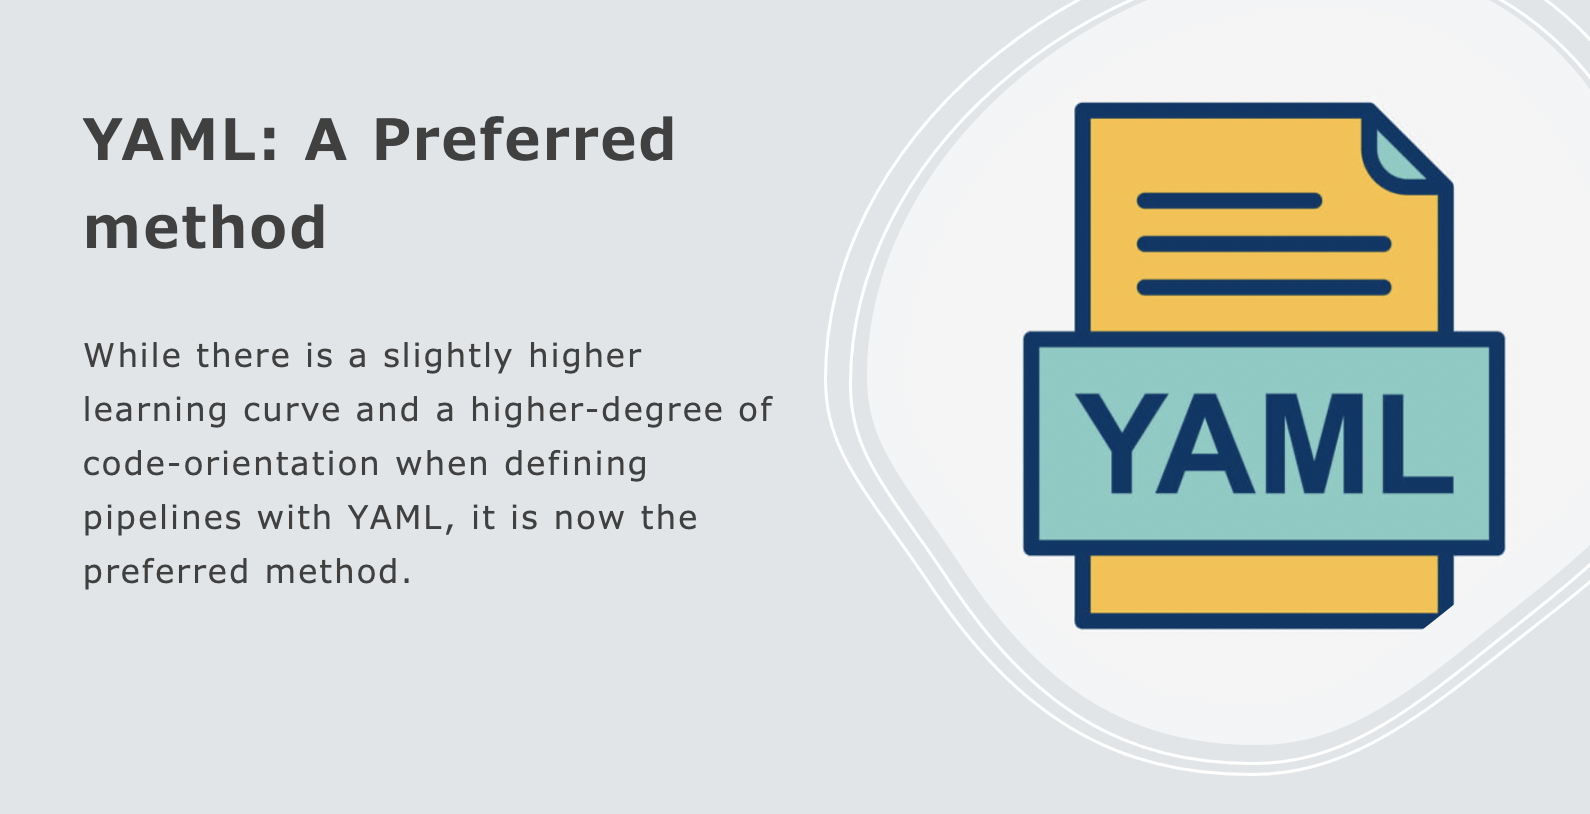 YAML: A Preferred
method
While there is a slightly higher
learning curve and a higher-degree of
code-orientation when defining
pipelines with YAML, it is now the
preferred method.
YAML